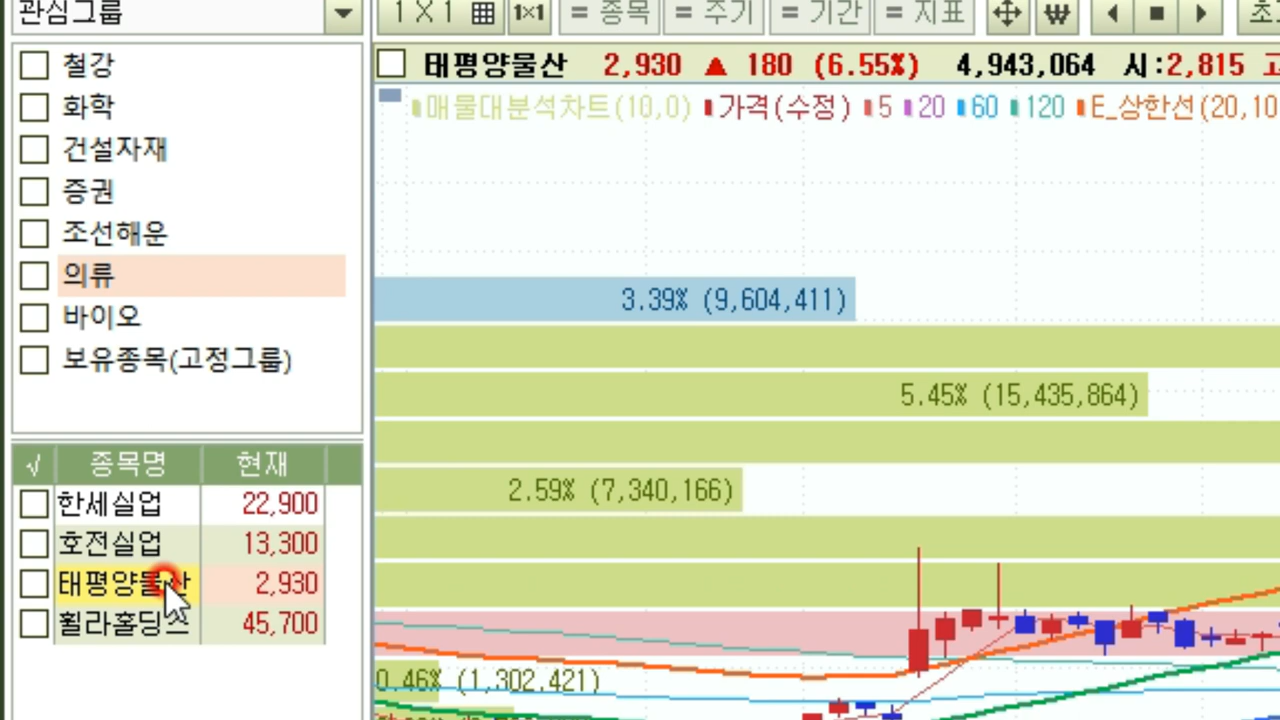 관심그룹
1 X 1
1×1
= 종목
= 주기
= 기간
= 지표
₩
초
철강
화학
건설자재
증권
조선해운
의류
바이오
보유종목(고정그룹)
√ 종목명 현재
한세실업 22,900
호전실업 13,300
태평양물산 2,930
휠라홀딩스 45,700
태평양물산 2,930 ▲ 180 (6.55%) 4,943,064 시:2,815 고
매물대분석차트(10,0) 가격(수정) 5 20 60 120 E_상한선(20,10
3.39% (9,604,411)
5.45% (15,435,864)
2.59% (7,340,166)
0.46% (1,302,421)